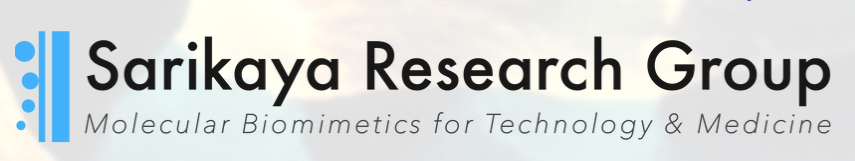 Sarikaya Research Group
Molecular Biomimetics for Technology & Medicine